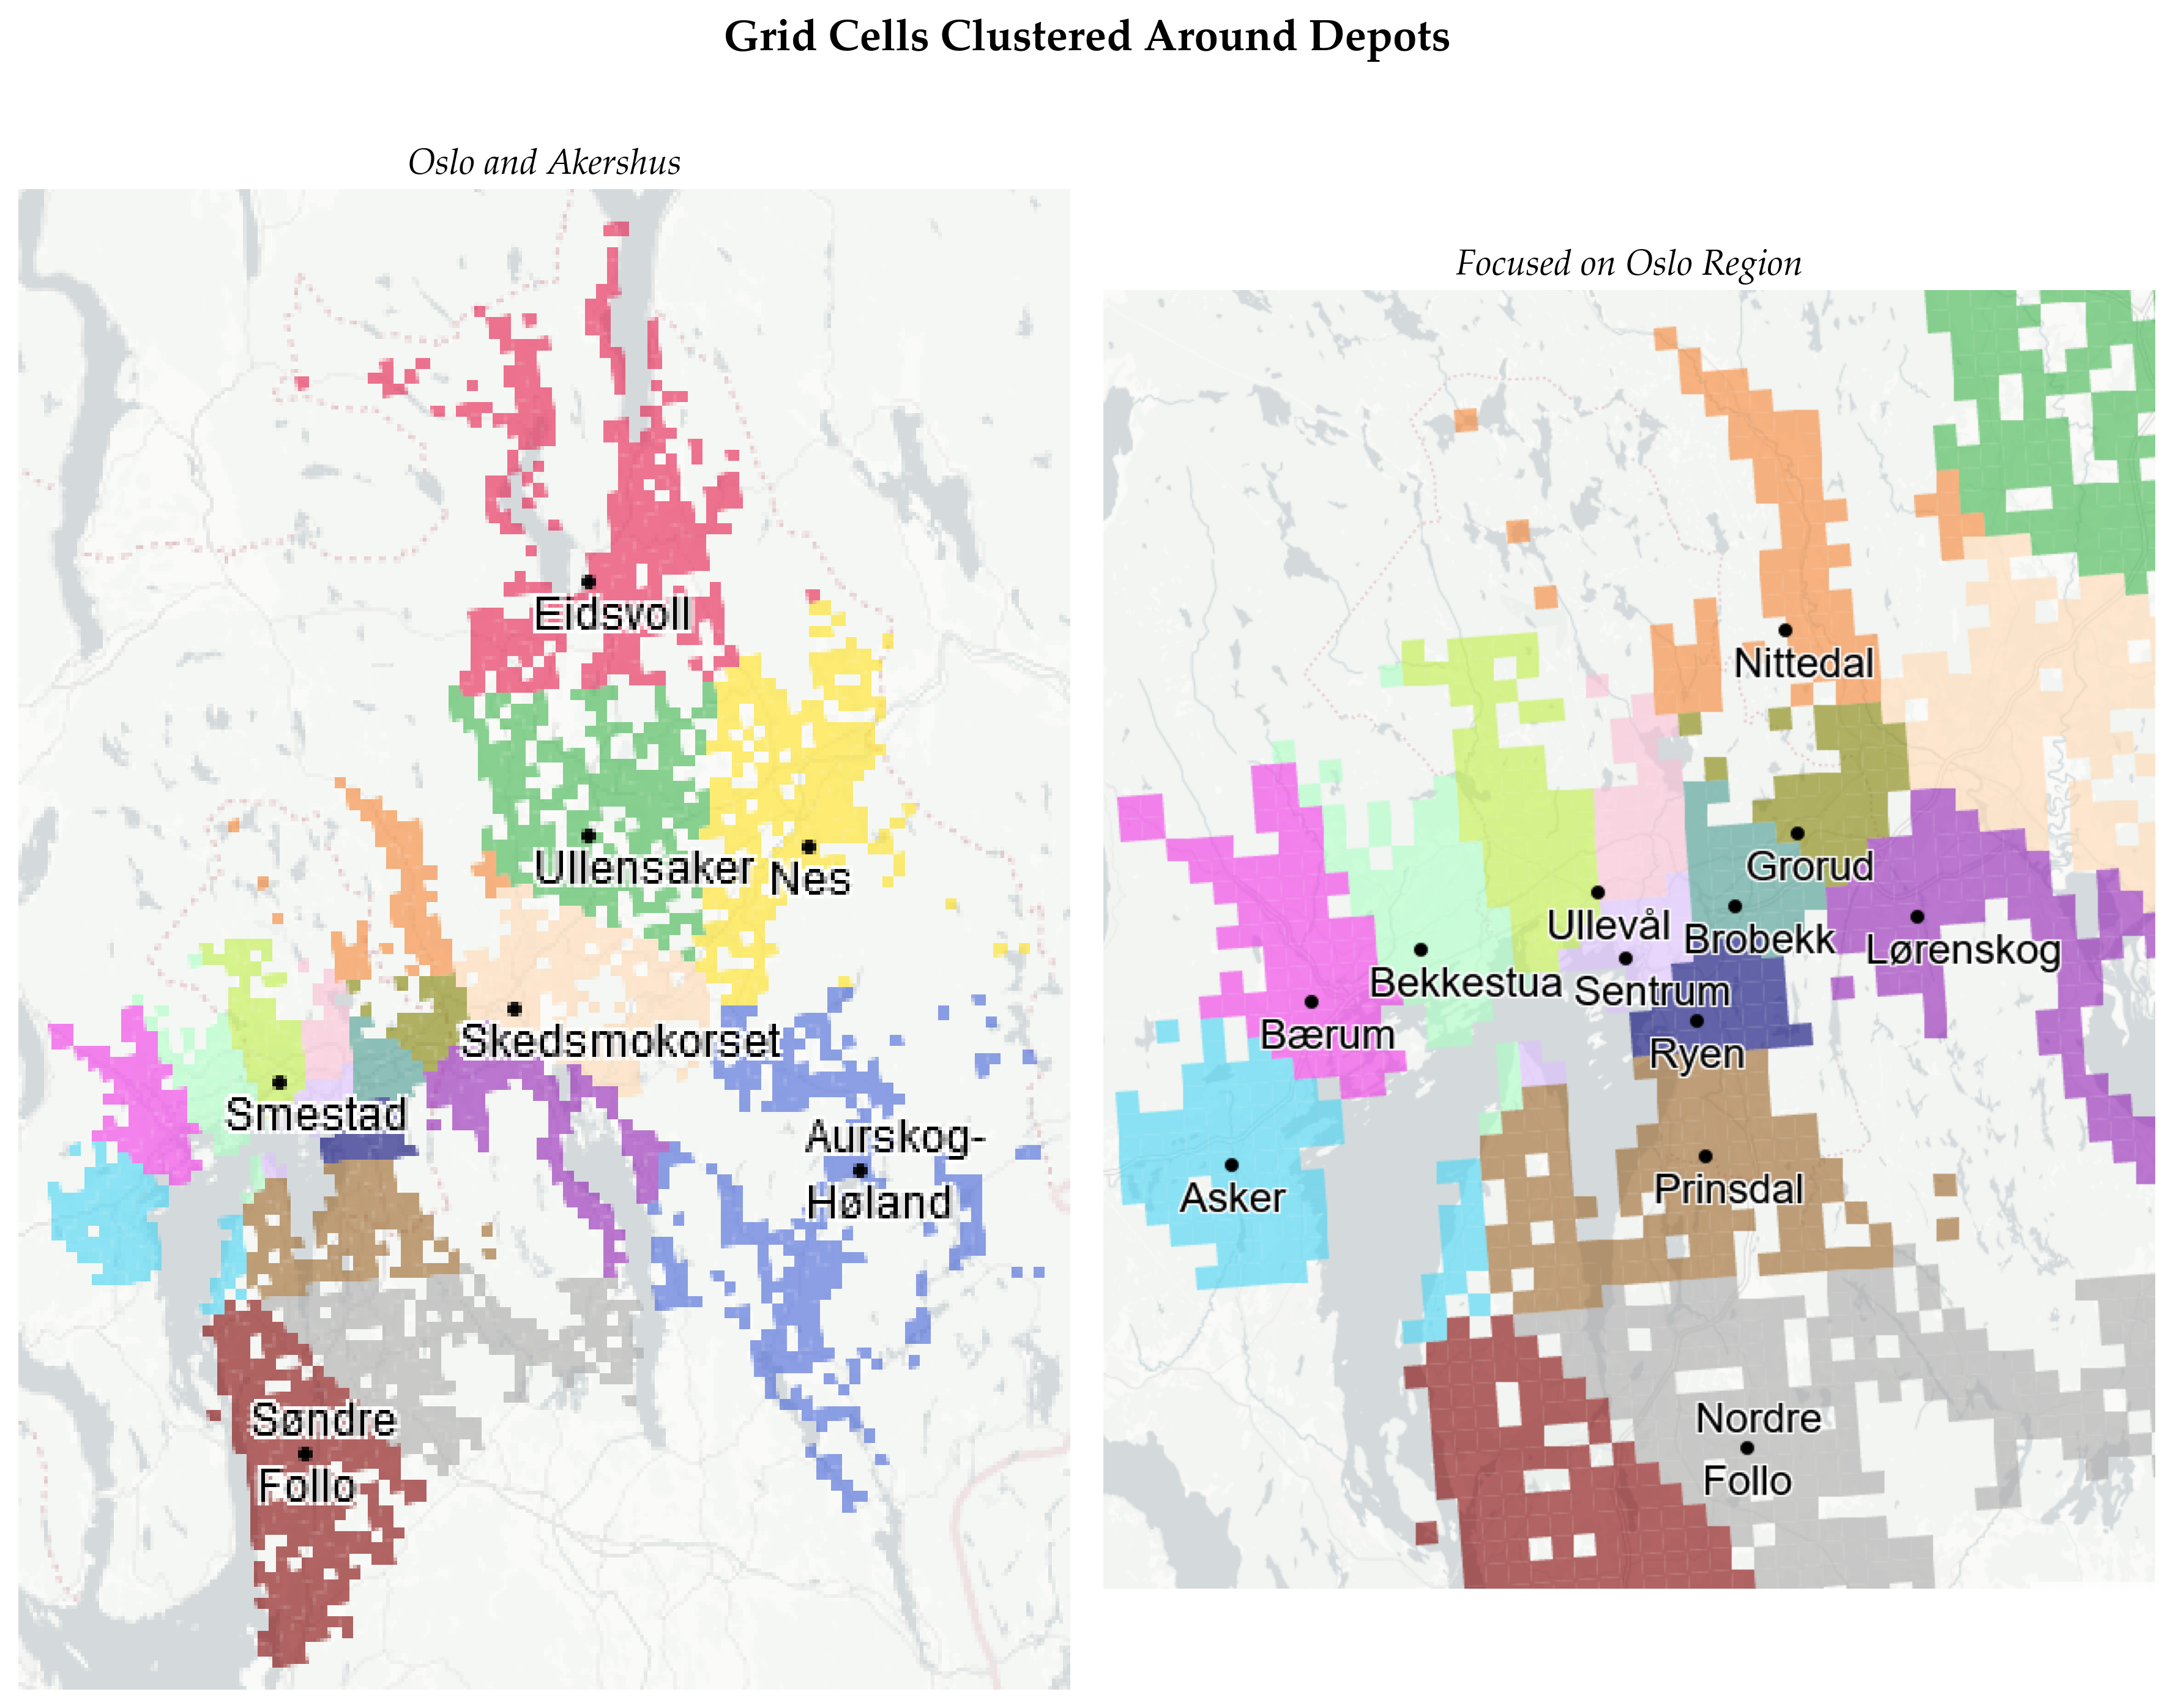 Grid Cells Clustered Around Depots
Oslo and Akershus
Eidsvoll
Ullensaker
Nes
Skedsmokorset
Smestad
Aurskog-
Høland
Søndre
Follo
Focused on Oslo Region
Nittedal
Grorud
Ullevål
Brobekk
Lørenskog
Bekkestua
Sentrum
Bærum
Ryen
Asker
Prinsdal
Nordre
Follo